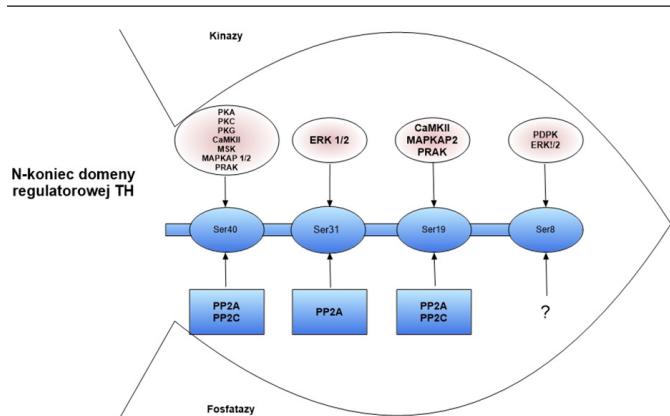 Kinazy
PKA
PKC
PKG
CaMKII
MSK
MAPKAP 1/2
PRAK
ERK 1/2
CaMKII
MAPKAP2
PRAK
PDPK
ERK!/2
N-koniec domeny
regulatorowej TH
Ser40
Ser31
Ser19
Ser8
PP2A
PP2C
PP2A
PP2A
PP2C
?
Fosfatazy